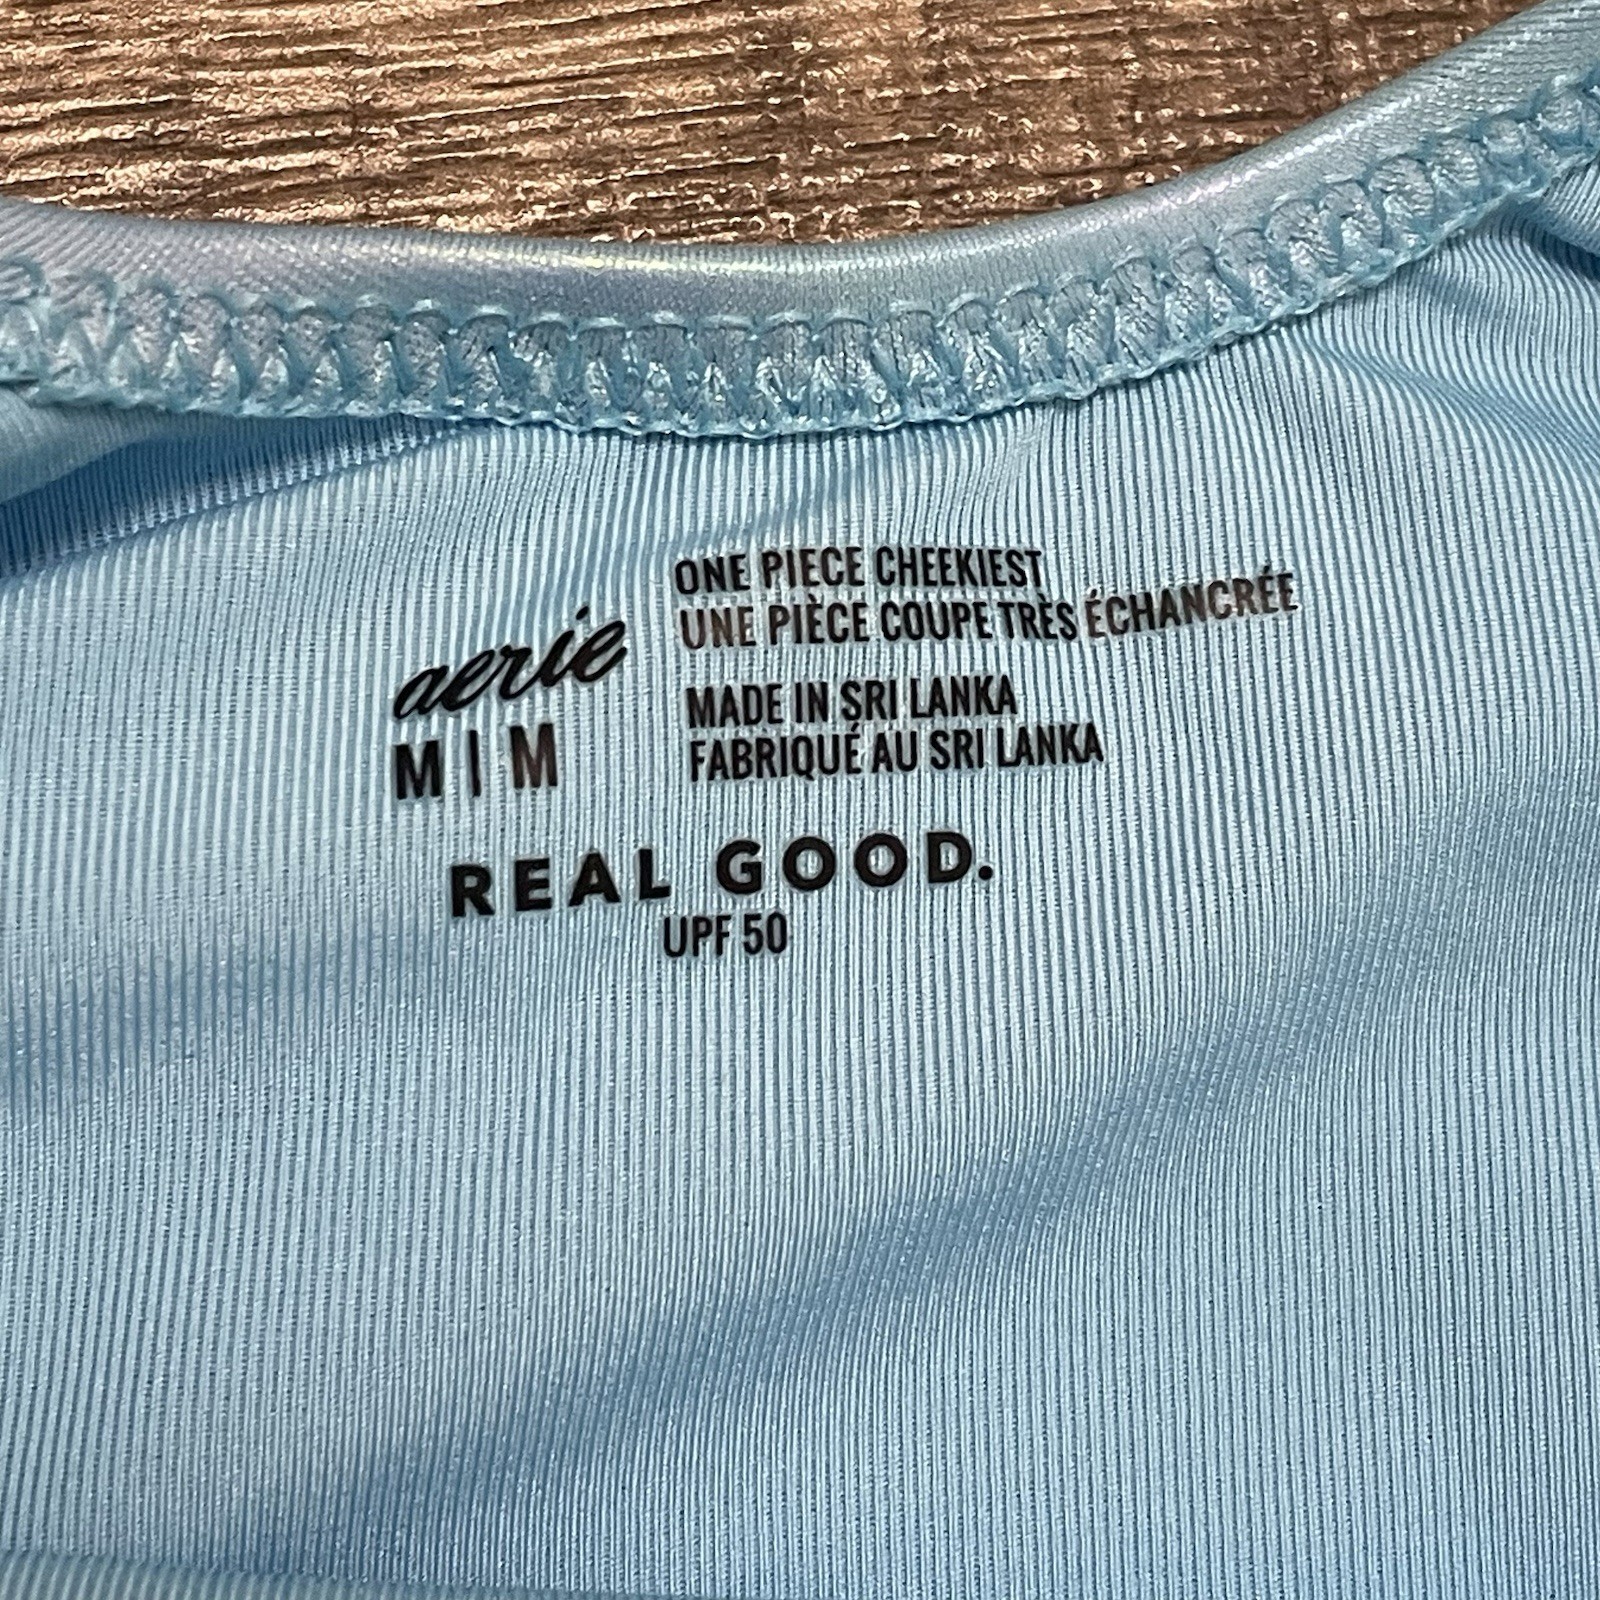 aerie
M | M
ONE PIECE CHEEKIEST
UNE PIÈCE COUPE TRÈS ÉCHANCRÉE
MADE IN SRI LANKA
FABRIQUÉ AU SRI LANKA
REAL GOOD.
UPF 50